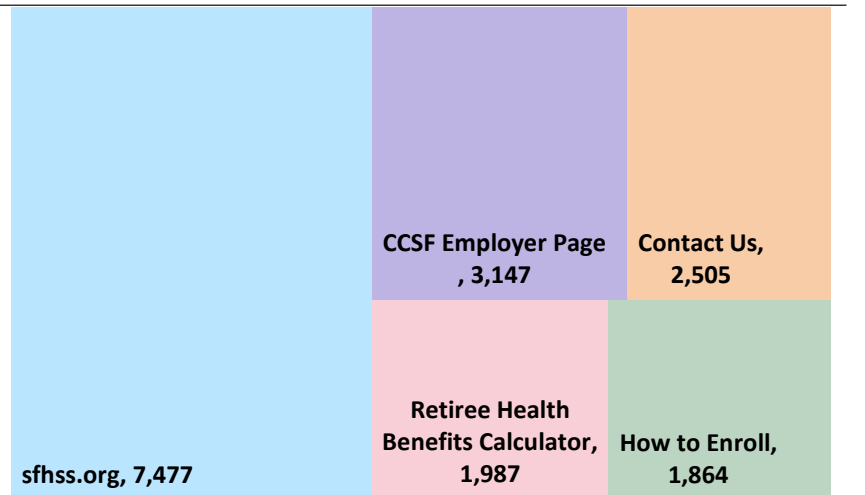 CCSF Employer Page
, 3,147
Contact Us,
2,505
sfhss.org, 7,477
Retiree Health
Benefits Calculator,
1,987
How to Enroll,
1,864